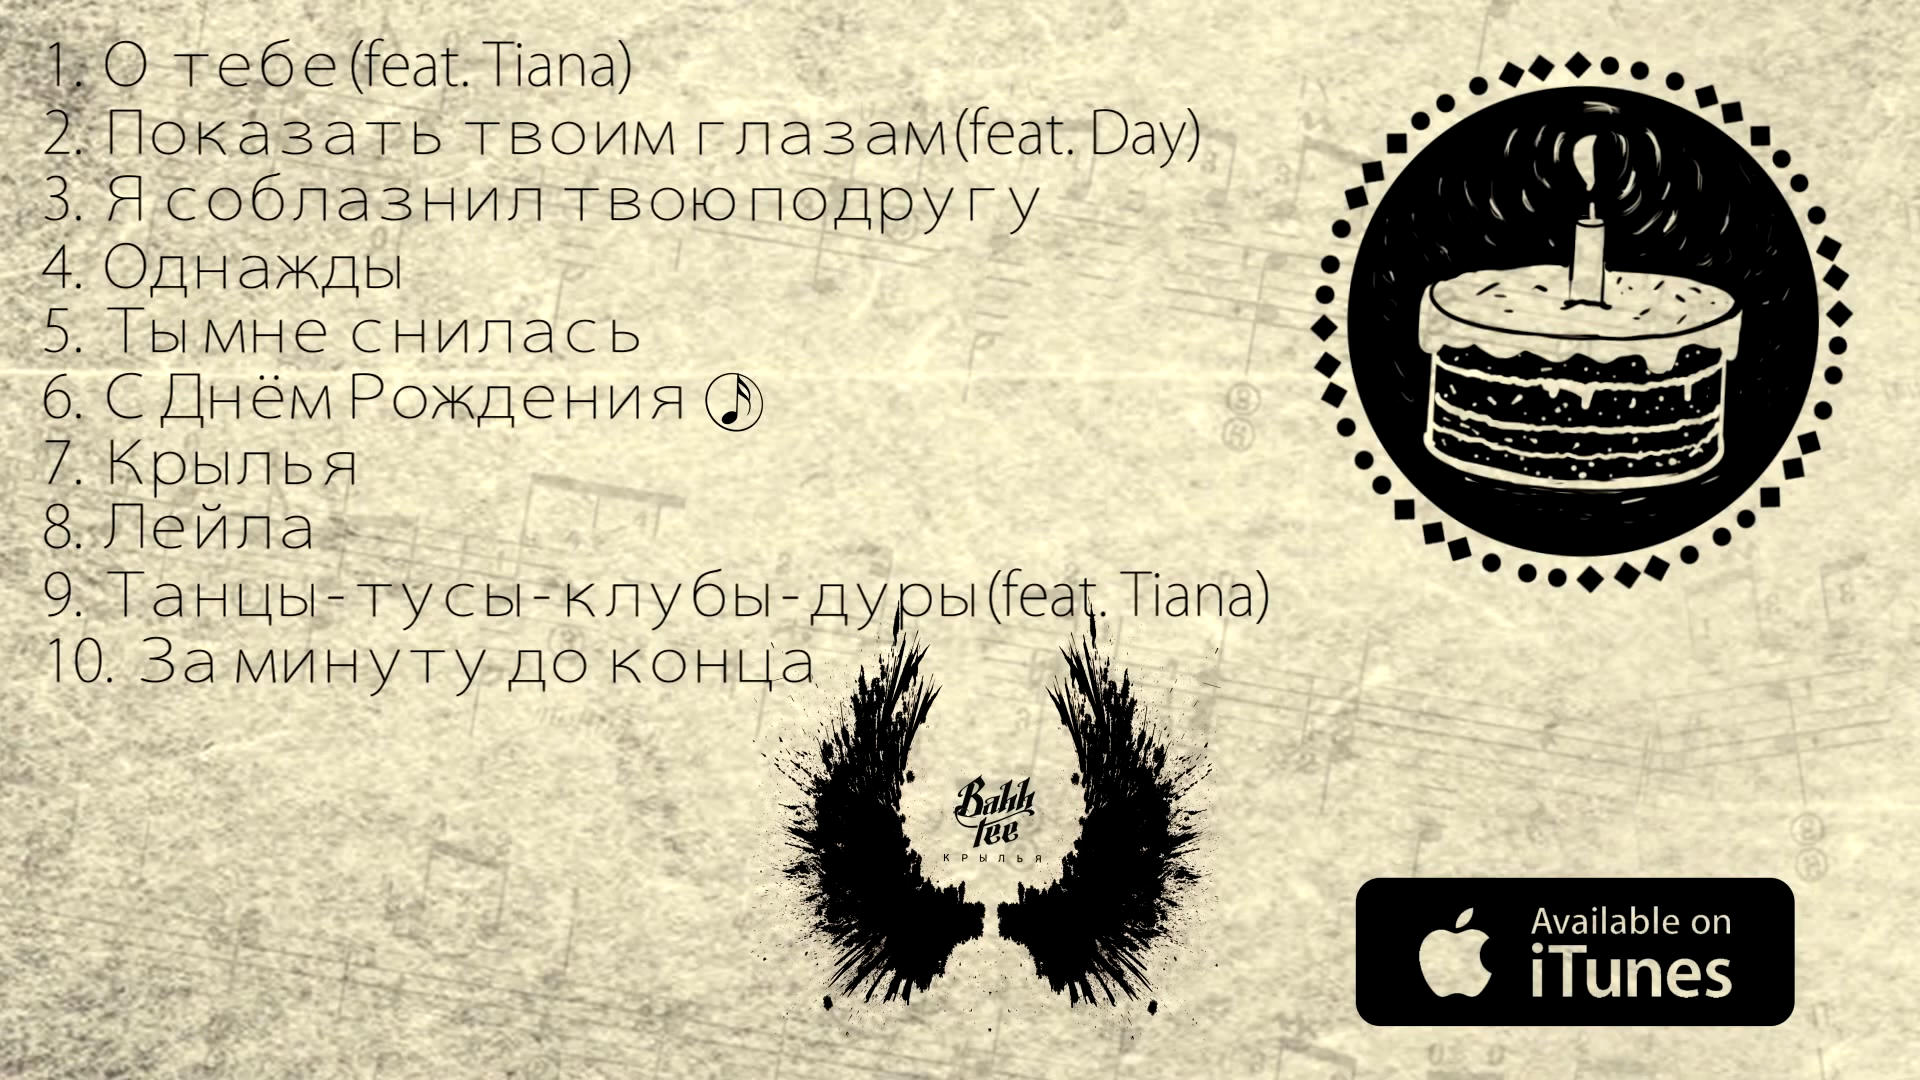 1. О тебе (feat. Tiana)
2. Показать твоим глазам (feat. Day)
3. Я соблазнил твою подругу
4. Однажды
5. Ты мне снилась
6. С Днём Рождения
7. Крылья
8. Лейла
9. Танцы-тусы-клубы-дуры (feat. Tiana)
10. За минуту до конца
Bahh
Tee
КРЫЛЬЯ
Available on
iTunes